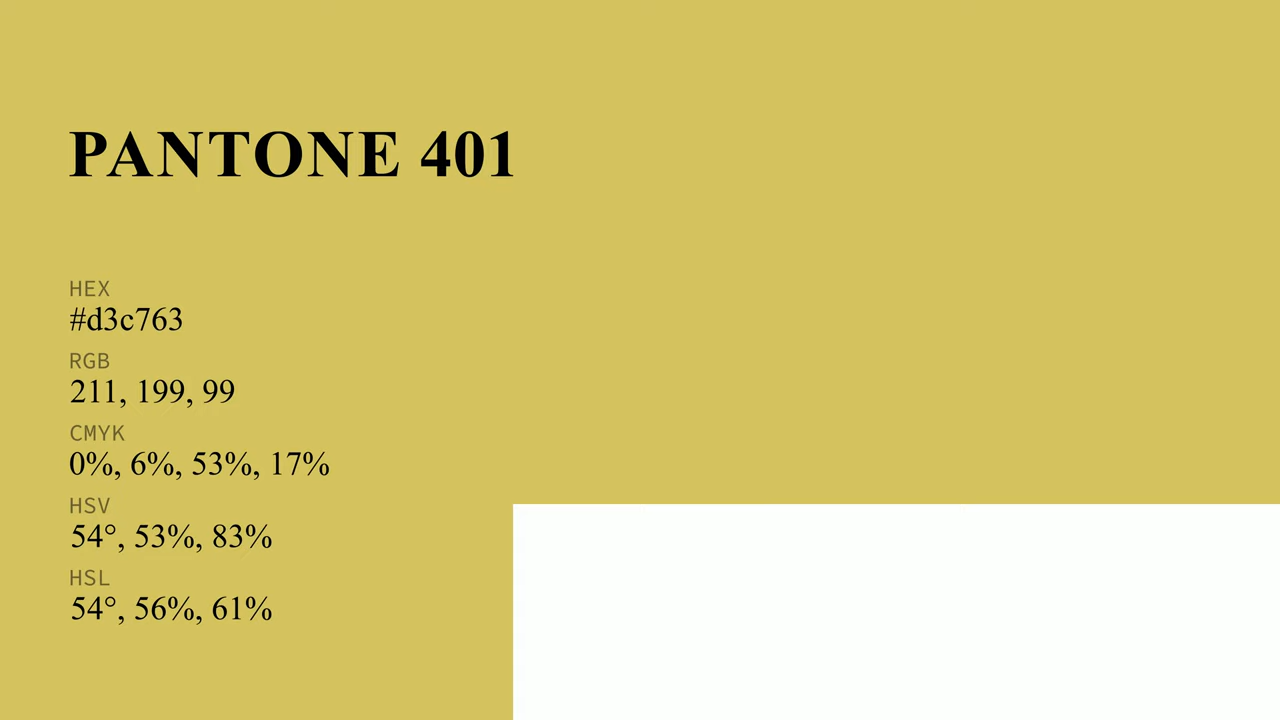 PANTONE 401
HEX
#d3c763
RGB
211, 199, 99
CMYK
0%, 6%, 53%, 17%
HSV
54°, 53%, 83%
HSL
54°, 56%, 61%